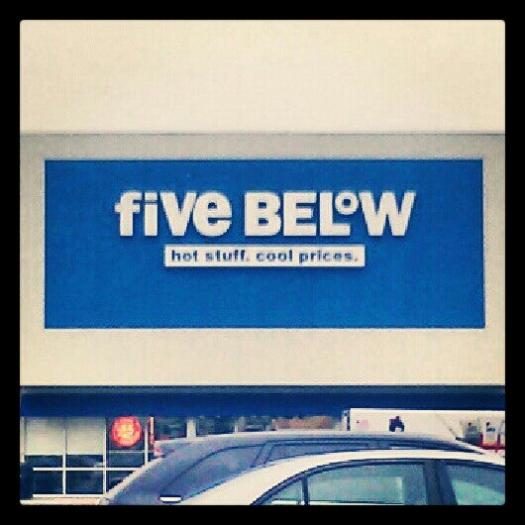 five BELoW
hot stuff. cool prices.